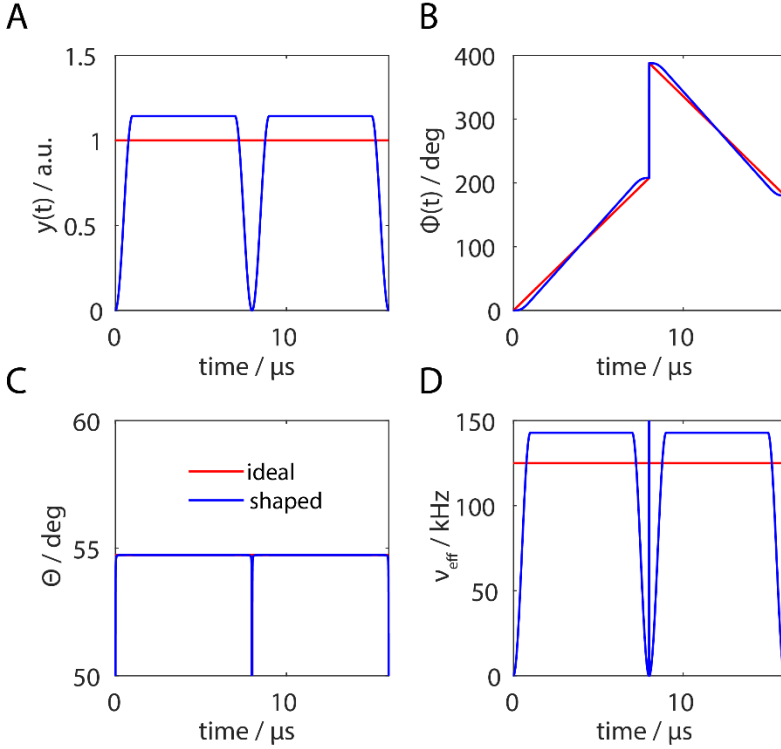 A
B
1.5
1
0.5
0
y(t) / a.u.
0
10
time / μs
400
300
200
100
0
Φ(t) / deg
0
10
time / μs
C
D
60
55
50
Θ / deg
ideal
shaped
0
10
time / μs
150
100
50
0
νeff / kHz
0
10
time / μs